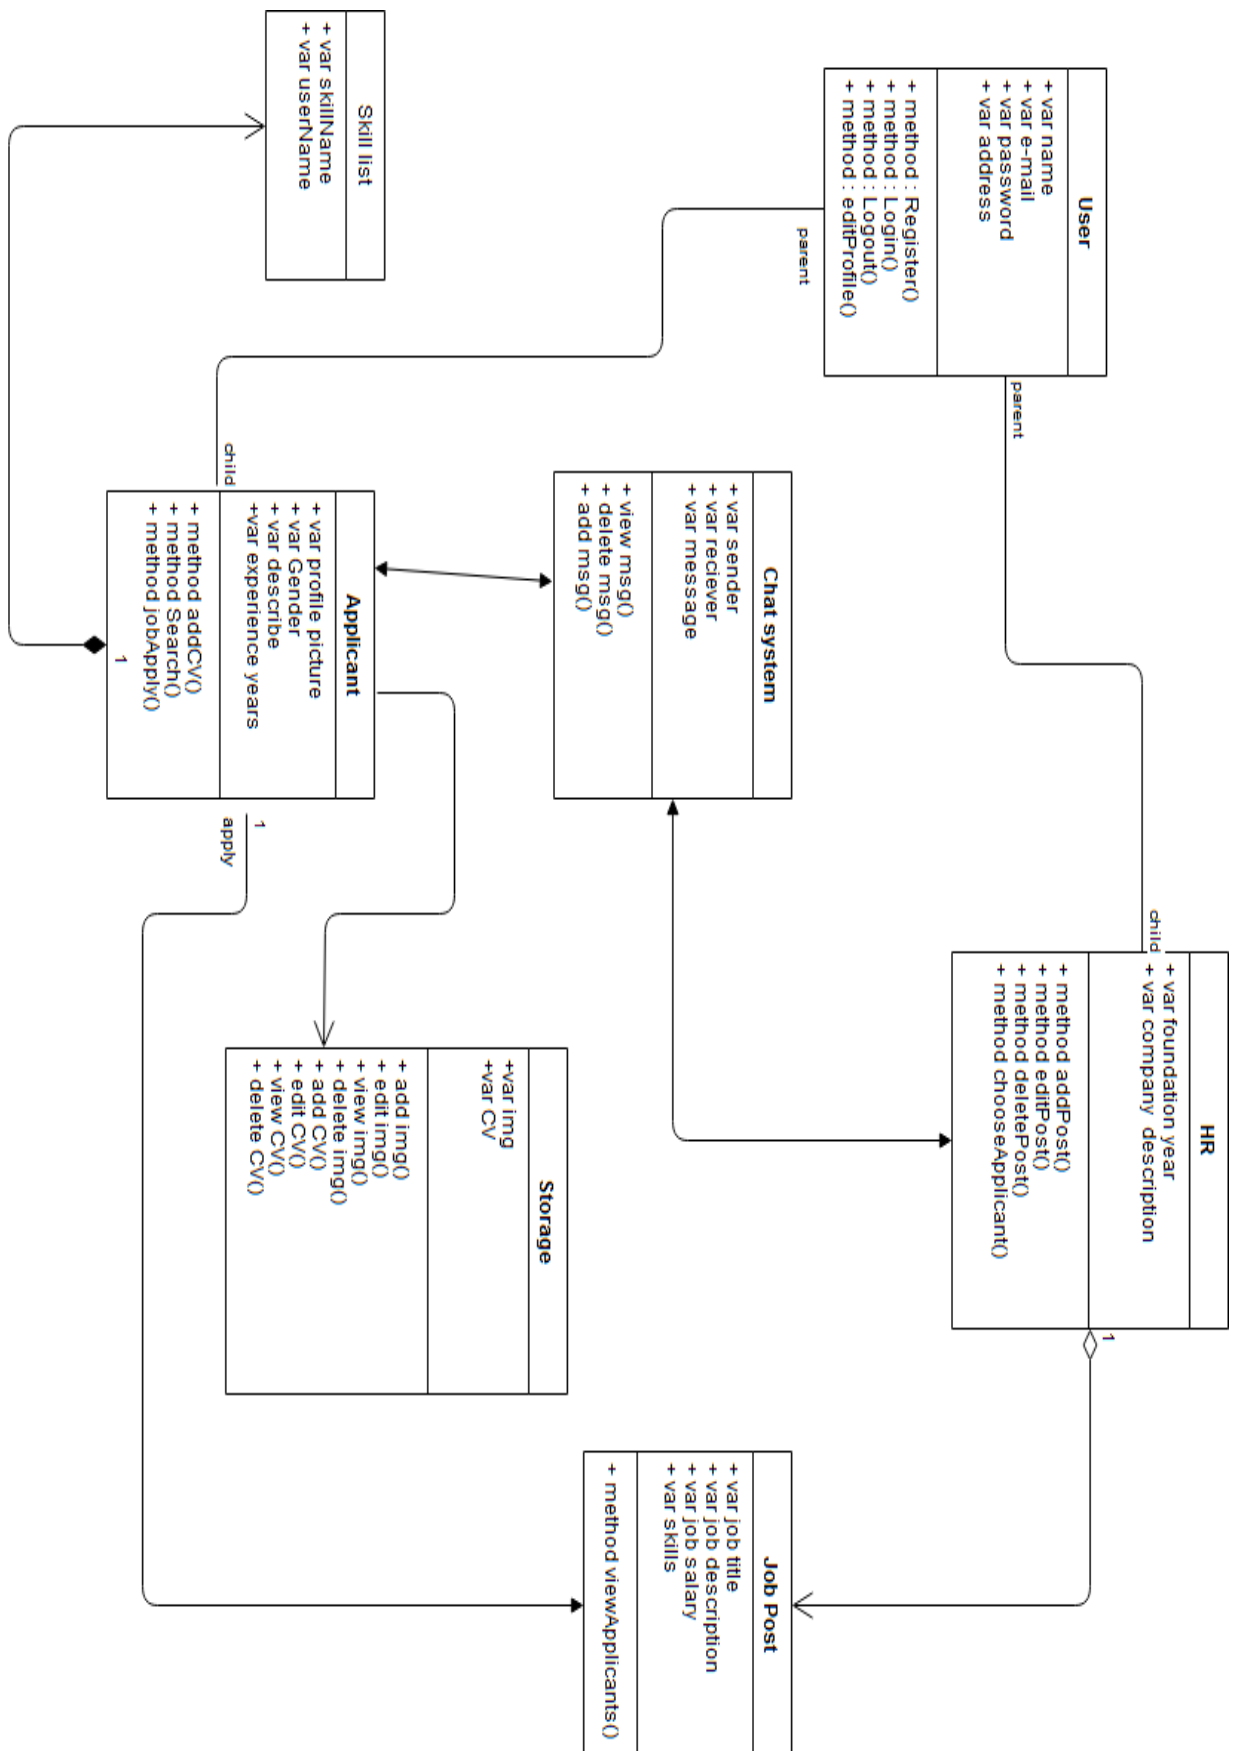 User
+ var name
+ var e-mail
+ var password
+ var address
+ method : Register()
+ method : Login()
+ method : Logout()
+ method : editProfile()
parent
parent
child
HR
+ var foundation year
+ var company description
+ method addPost()
+ method editPost()
+ method deletePost()
+ method chooseApplicant()
1
Chat system
+ var sender
+ var reciever
+ var message
+ view msg()
+ delete msg()
+ add msg()
Job Post
+ var job title
+ var job description
+ var job salary
+ var skills
+ method viewApplicants()
Skill list
+ var skillName
+ var userName
child
Applicant
+ var profile picture
+ var Gender
+ var describe
+var experience years
+ method addCV()
+ method Search()
+ method jobApply()
1
1
apply
Storage
+var img
+var CV
+ add img()
+ edit img()
+ view img()
+ delete img()
+ add CV()
+ edit CV()
+ view CV()
+ delete CV()